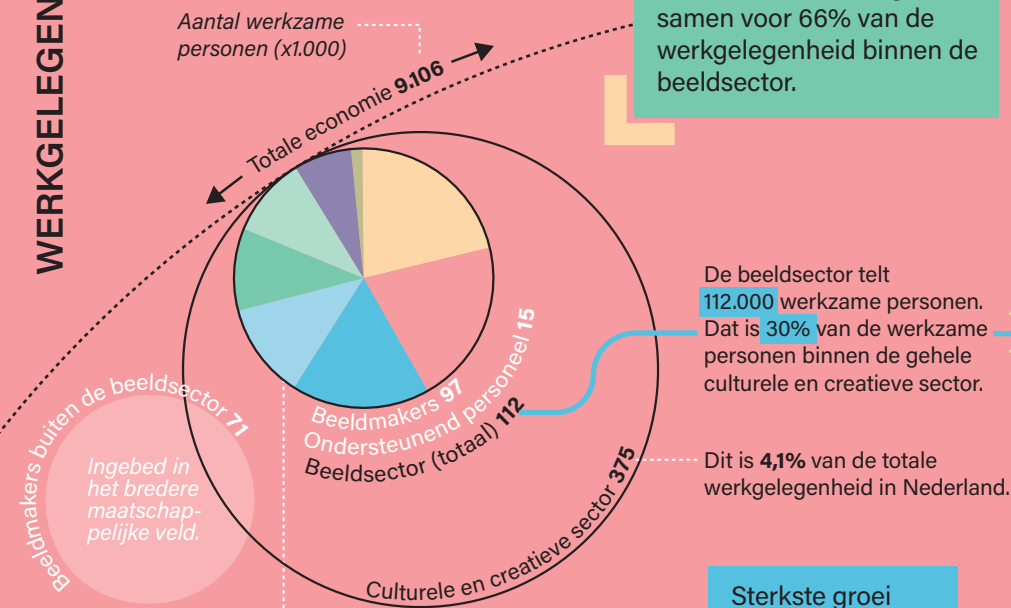 WERKGELEGEN
Aantal werkzame
personen (x1.000)
Totale economie 9.106
samen voor 66% van de
werkgelegenheid binnen de
beeldsector.
De beeldsector telt
112.000 werkzame personen.
Dat is 30% van de werkzame
personen binnen de gehele
culturele en creatieve sector.
Beeldmakers 97
Ondersteunend personeel 15
Beeldsector (totaal) 112
Beeldmakers buiten de beeldsector 71
Ingebed in
het bredere
maatschap-
pelijke veld.
Culturele en creatieve sector 375
Dit is 4,1% van de totale
werkgelegenheid in Nederland.
Sterkste groei